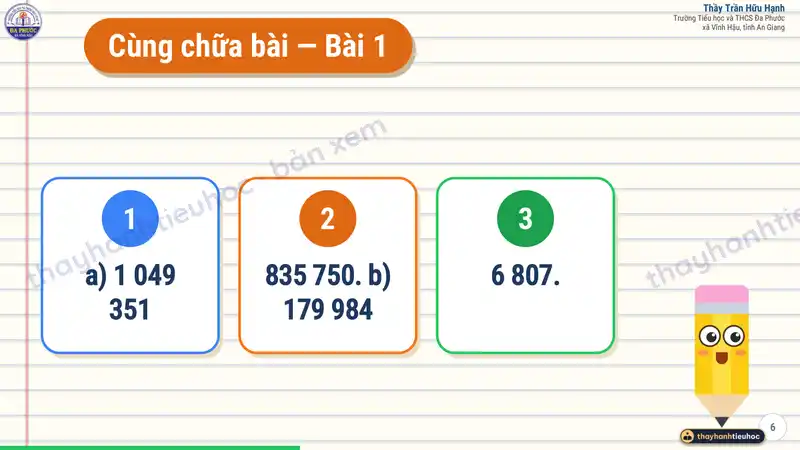 ĐA PHƯỚC
Thầy Trần Hữu Hạnh
Trường Tiểu học và THCS Đa Phước
xã Vĩnh Hậu, tỉnh An Giang
Cùng chữa bài – Bài 1
thayhanhtieuhoc - bản xem
thayhanhtie
1
a) 1 049
351
2
835 750. b)
179 984
3
6 807.
thayhanhtieuhoc
6